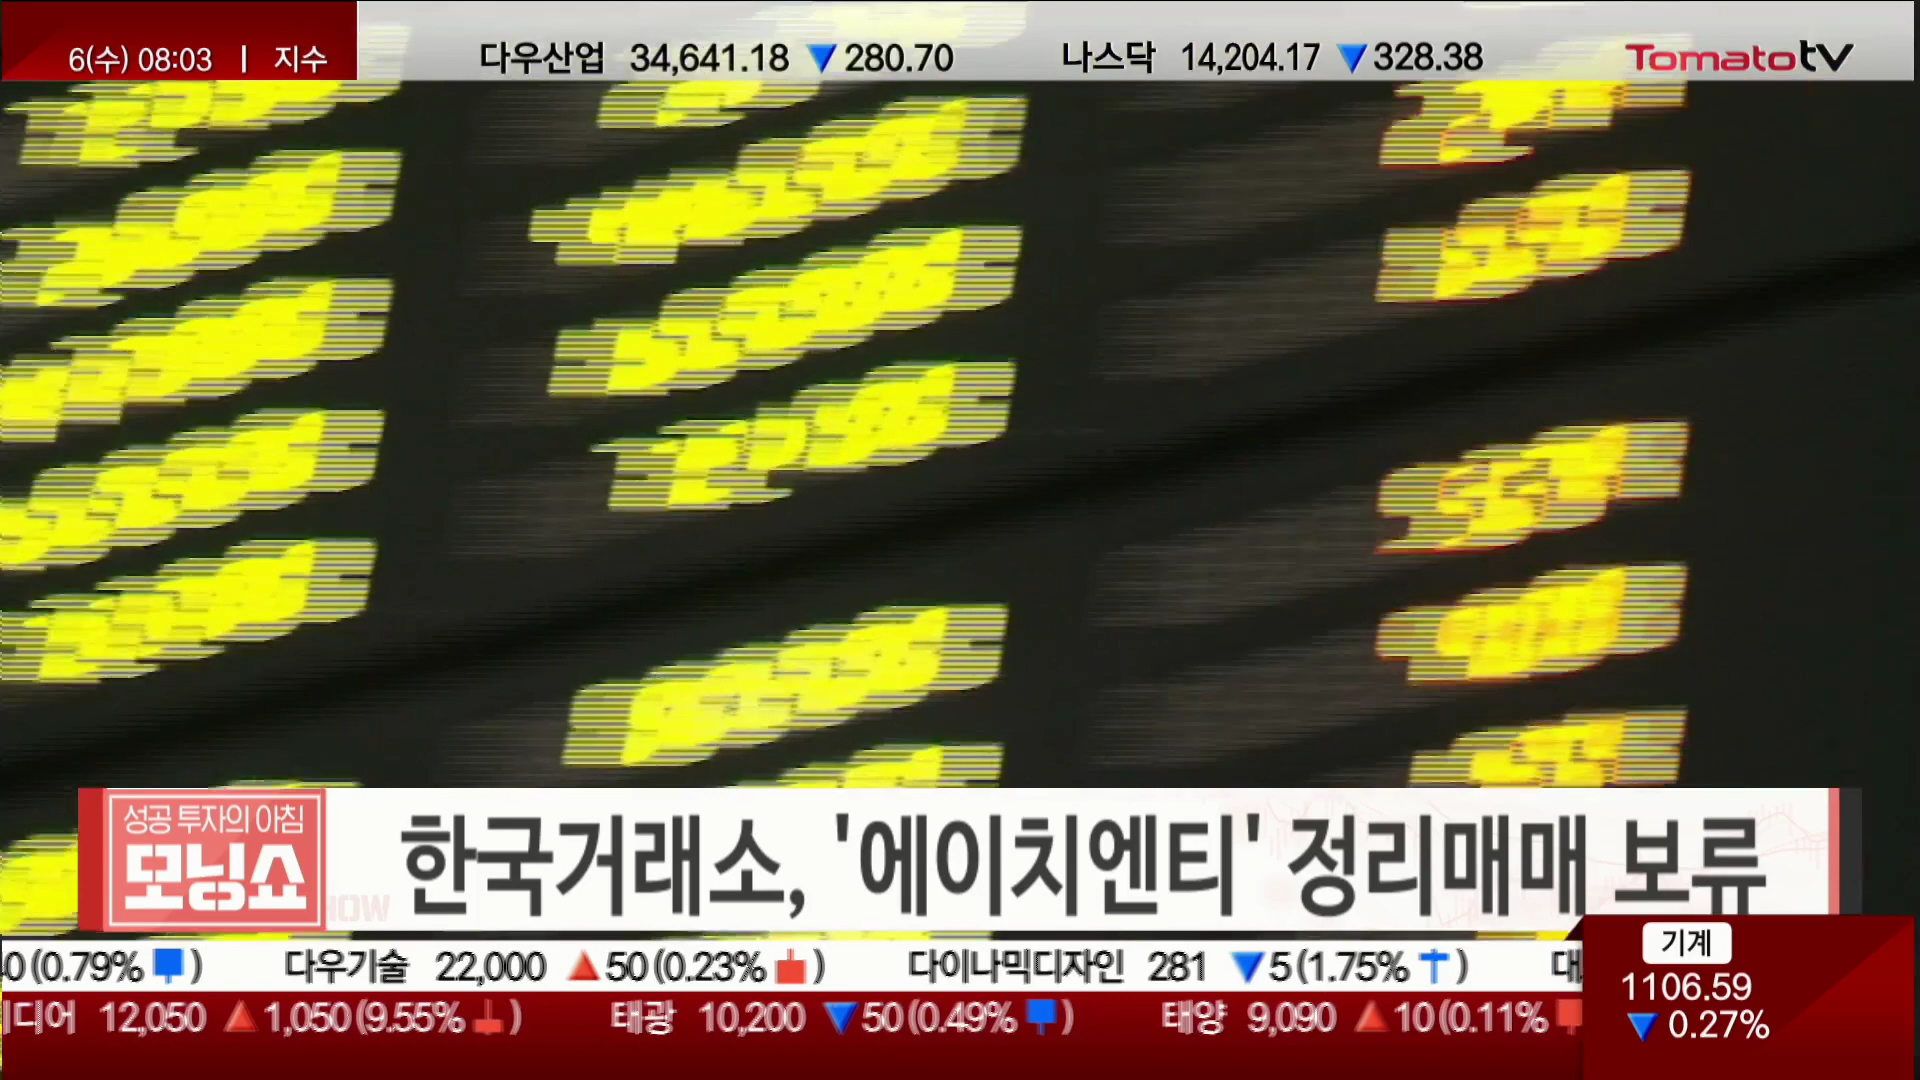 6(수) 08:03 | 지수
다우산업 34,641.18 ▼280.70 나스닥 14,204.17 ▼328.38
Tomatotv
성공 투자의 아침
모닝쇼
한국거래소, '에이치엔티' 정리매매 보류
0(0.79% ) 다우기술 22,000 ▲50(0.23% ) 다이나믹디자인 281 ▼5(1.75% ) 대
디어 12,050 ▲1,050(9.55% ) 태광 10,200 ▼50(0.49% ) 태양 9,090 ▲10(0.11%
기계
1106.59
▼ 0.27%